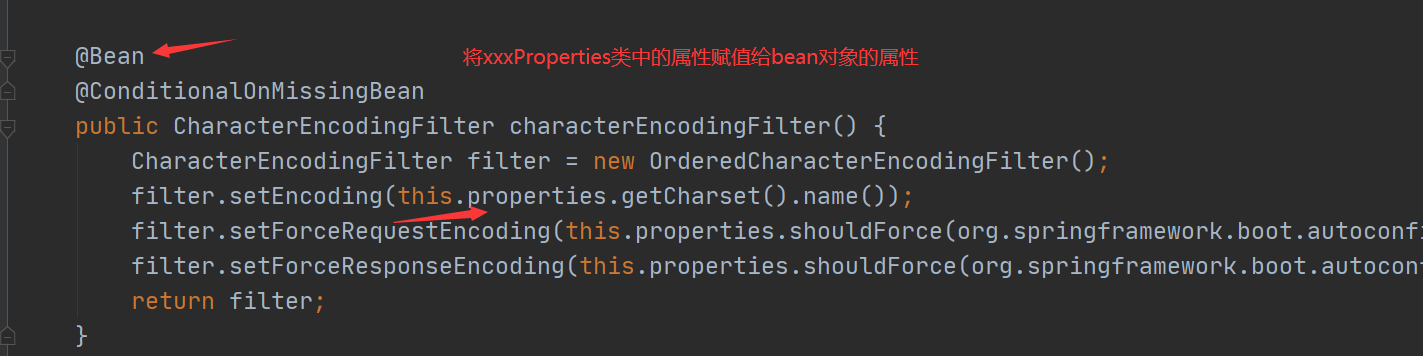 @Bean 将xxxProperties类中的属性赋值给bean对象的属性
@ConditionalOnMissingBean
public CharacterEncodingFilter characterEncodingFilter() {
CharacterEncodingFilter filter = new OrderedCharacterEncodingFilter();
filter.setEncoding(this.properties.getCharset().name());
filter.setForceRequestEncoding(this.properties.shouldForce(org.springframework.boot.autoconfi
filter.setForceResponseEncoding(this.properties.shouldForce(org.springframework.boot.autocont
return filter;
}